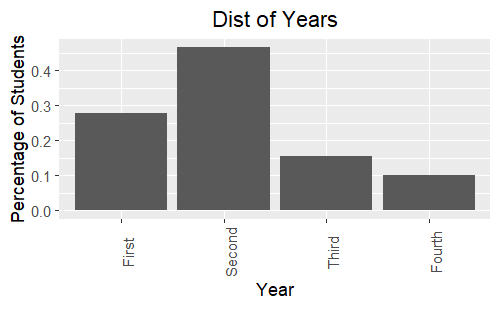 Dist of Years
Percentage of Students
0.4
0.3
0.2
0.1
0.0
First
Second
Third
Fourth
Year